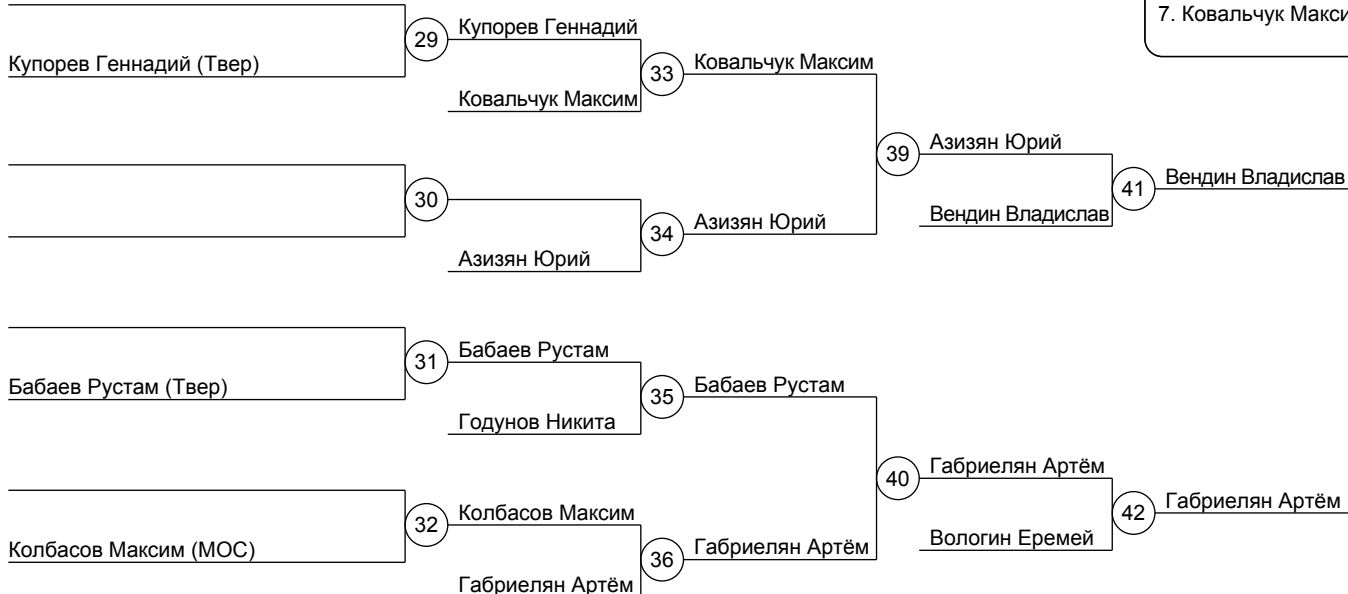 7. Ковальчук Макси
29
Купорев Геннадий
Купорев Геннадий (Твер)
33
Ковальчук Максим
Ковальчук Максим
39
Азизян Юрий
30
41
Вендин Владислав
34
Азизян Юрий
Вендин Владислав
Азизян Юрий
31
Бабаев Рустам
Бабаев Рустам (Твер)
35
Бабаев Рустам
Годунов Никита
40
Габриелян Артём
32
Колбасов Максим
42
Габриелян Артём
Колбасов Максим (МОС)
36
Габриелян Артём
Вологин Еремей
Габриелян Артём